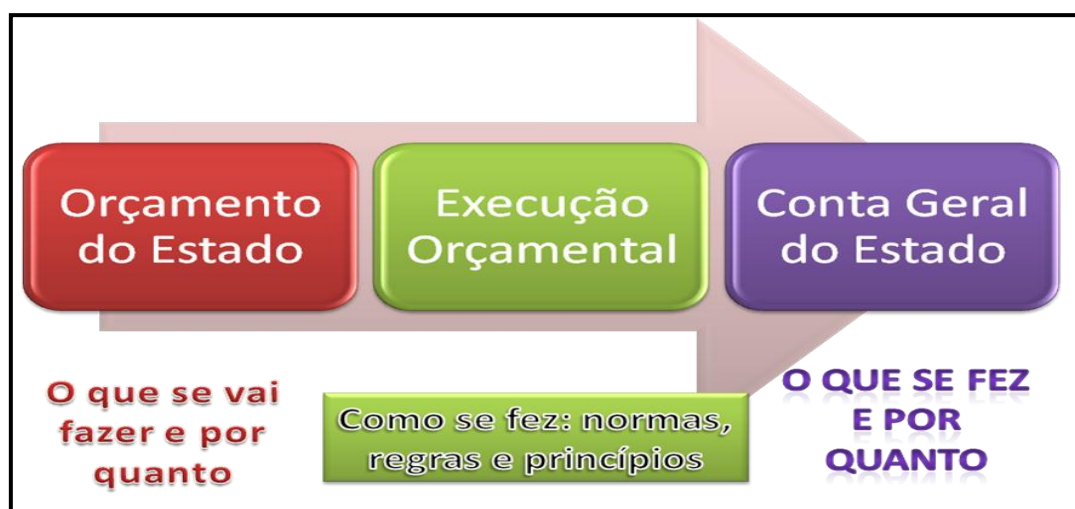 Orçamento
do Estado
Execução
Orçamental
Conta Geral
do Estado
O que se vai
fazer e por
quanto
Como se fez: normas,
regras e princípios
O QUE SE FEZ
E POR
QUANTO